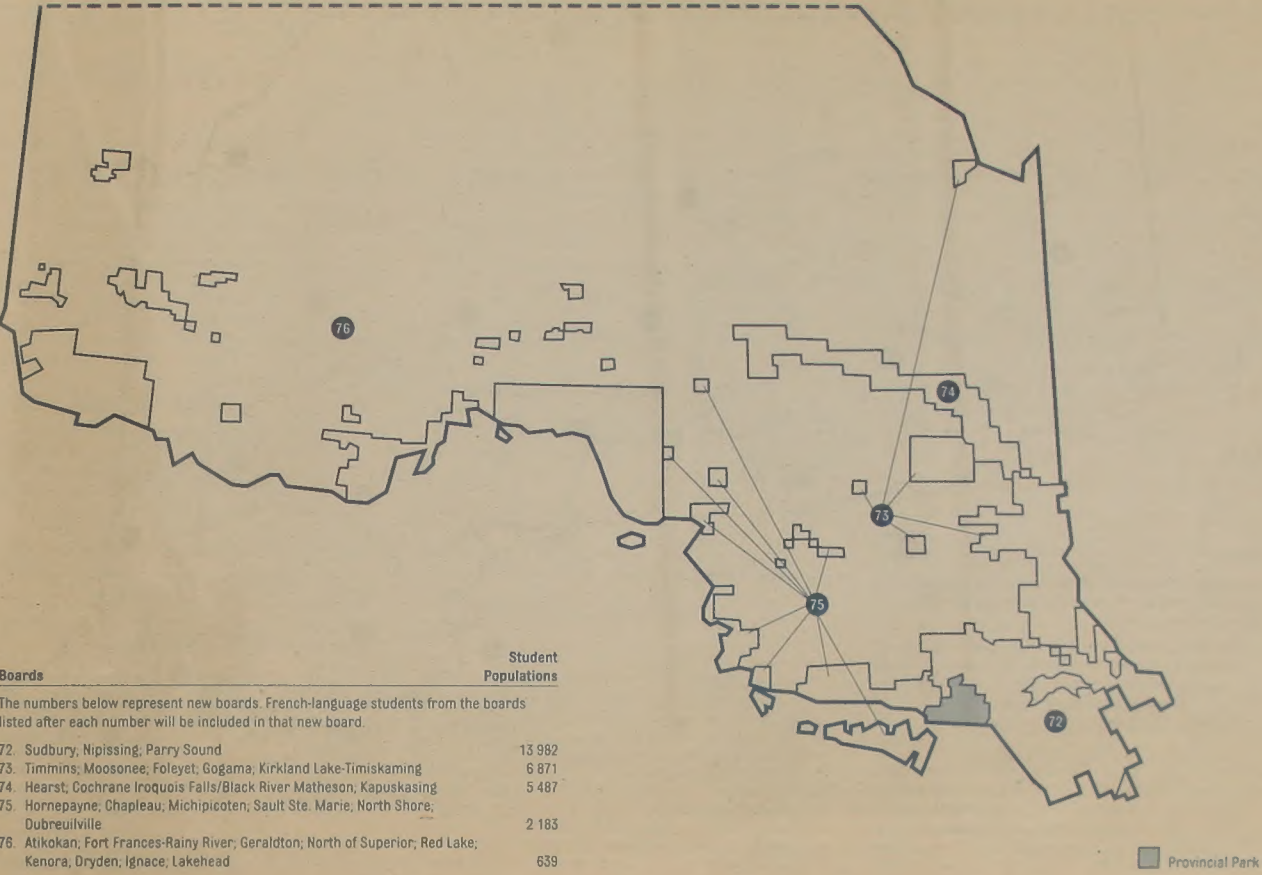 76
74
73
75
72
Student
Boards Populations
The numbers below represent new boards. French-language students from the boards
listed after each number will be included in that new board.
72. Sudbury; Nipissing; Parry Sound 13 982
73. Timmins; Moosonee; Foleyet; Gogama; Kirkland Lake-Timiskaming 6 871
74. Hearst; Cochrane Iroquois Falls/Black River Matheson; Kapuskasing 5 487
75. Hornepayne; Chapleau; Michipicoten; Sault Ste. Marie; North Shore;
Dubreuilville 2 183
76. Atikokan; Fort Frances-Rainy River; Geraldton; North of Superior; Red Lake;
Kenora; Dryden; Ignace; Lakehead 639
Provincial Park